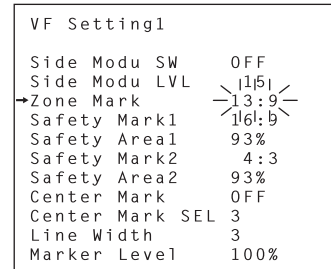 VF Setting1
Side Modu SW OFF
Side Modu LVL 15
→Zone Mark 13:9
Safety Mark1 16:9
Safety Area1 93%
Safety Mark2 4:3
Safety Area2 93%
Center Mark OFF
Center Mark SEL 3
Line Width 3
Marker Level 100%